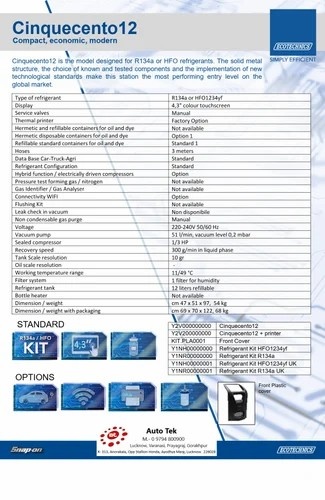 Cinquecento12
Compact, economic, modern
ECOTECHNICS
SIMPLY EFFICIENT
Cinquecento12 is the model designed for R134a or HFO refrigerants. The solid metal
structure, the choice of known and tested components and the implementation of new
technological standards make this station the most performing entry level on the
global market.
Type of refrigerant R134a or HFO1234yf
Display 4,3" colour touchscreen
Service valves Manual
Thermal printer Factory Option
Hermetic and refillable containers for oil and dye Not available
Hermetic disposable containers for oil and dye Option 1
Refillable standard containers for oil and dye Standard 1
Hoses 3 meters
Data Base Car-Truck-Agri Standard
Refrigerant Configuration Standard
Hybrid function / electrically driven compressors Option
Pressure test forming gas / nitrogen Not available
Gas Identifier / Gas Analyser Not available
Connectivity WIFI Option
Flushing Kit Not available
Leak check in vacuum Non disponibile
Non condensable gas purge Manual
Voltage 220-240V 50/60 Hz
Vacuum pump 51 l/min, vacuum level 0,2 mbar
Sealed compressor 1/3 HP
Recovery speed 300 g/min in liquid phase
Tank Scale resolution 10 gr
Oil scale resolution -
Working temperature range 11/49 °C
Filter system 1 filter for humidity
Refrigerant tank 12 liters refillable
Bottle heater Not available
Dimension / weight cm 47 x 51 x 97, 54 kg
Dimension / weight with packaging cm 69 x 70 x 122, 68 kg
STANDARD
R134a / HFO
KIT
4,3"
OPTIONS
Y2V000000000 Cinquecento12
Y2V200000000 Cinquecento12 + printer
KIT.PLA0001 Front Cover
Y1NH00000000 Refrigerant Kit HFO1234yf
Y1NR00000000 Refrigerant Kit R134a
Y1NH00000001 Refrigerant Kit HFO1234yf UK
Y1NR00000001 Refrigerant Kit R134a UK
Front Plastic
cover
Snap-on
Auto Tek
M.- 0 9794 800900
Lucknow, Varanasi, Prayagraj, Gorakhpur
ECOTECHNICS